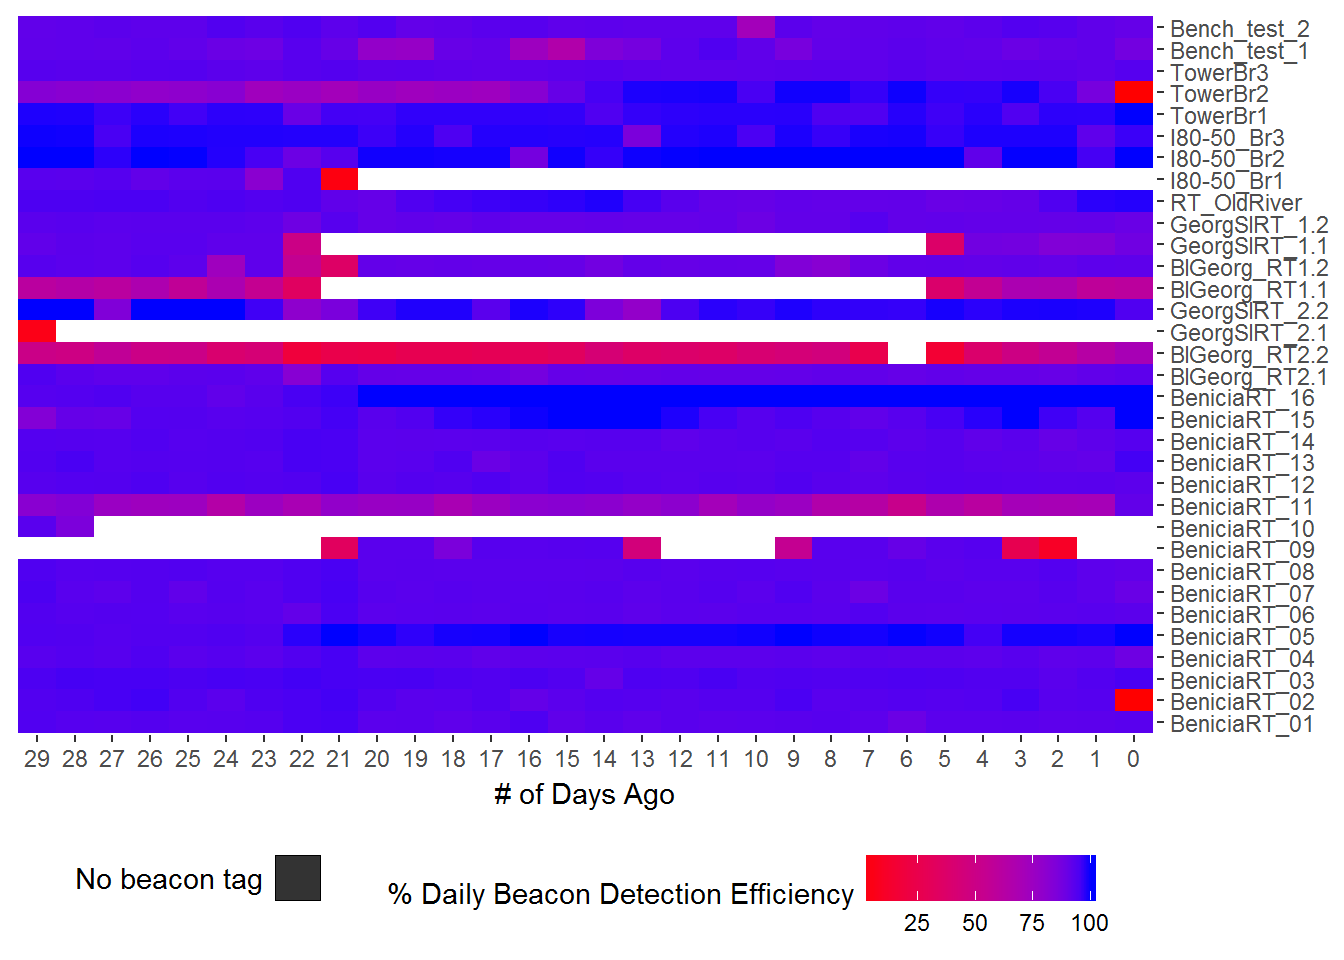 Bench_test_2
Bench_test_1
TowerBr3
TowerBr2
TowerBr1
I80-50_Br3
I80-50_Br2
I80-50_Br1
RT_OldRiver
GeorgSlRT_1.2
GeorgSlRT_1.1
BlGeorg_RT1.2
BlGeorg_RT1.1
GeorgSlRT_2.2
GeorgSlRT_2.1
BlGeorg_RT2.2
BlGeorg_RT2.1
BeniciaRT_16
BeniciaRT_15
BeniciaRT_14
BeniciaRT_13
BeniciaRT_12
BeniciaRT_11
BeniciaRT_10
BeniciaRT_09
BeniciaRT_08
BeniciaRT_07
BeniciaRT_06
BeniciaRT_05
BeniciaRT_04
BeniciaRT_03
BeniciaRT_02
BeniciaRT_01
29 28 27 26 25 24 23 22 21 20 19 18 17 16 15 14 13 12 11 10 9 8 7 6 5 4 3 2 1 0
# of Days Ago
No beacon tag
% Daily Beacon Detection Efficiency
25 50 75 100